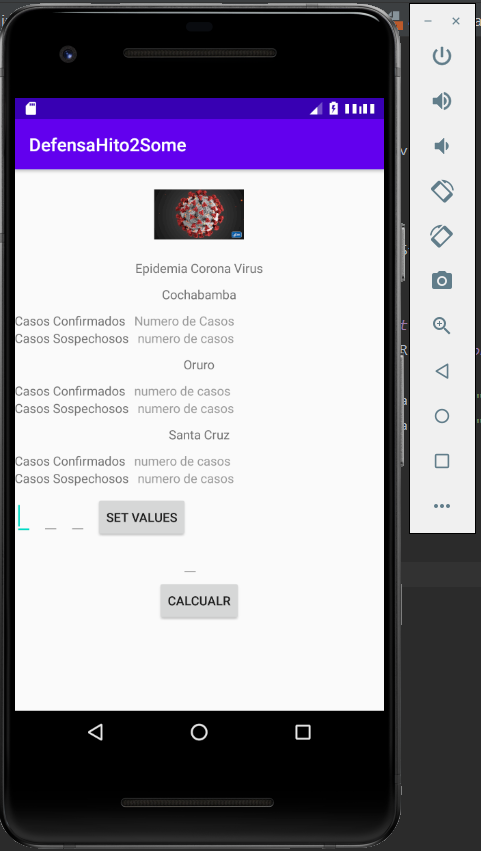 DefensaHito2Some
Epidemia Corona Virus
Cochabamba
Casos Confirmados Numero de Casos
Casos Sospechosos numero de casos
Oruro
Casos Confirmados numero de casos
Casos Sospechosos numero de casos
Santa Cruz
Casos Confirmados numero de casos
Casos Sospechosos numero de casos
SET VALUES
CALCUALR